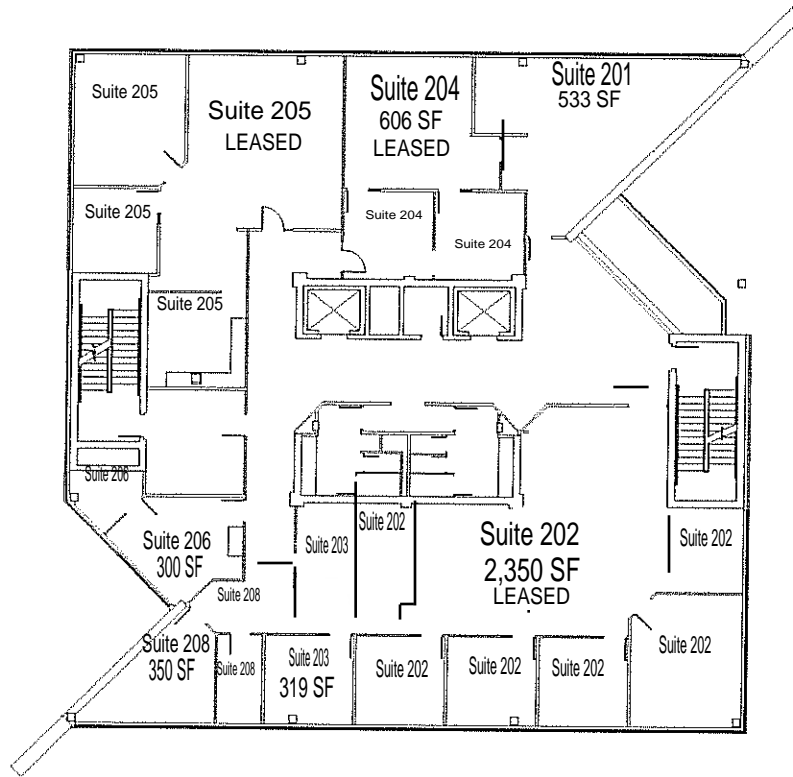 Suite 205
Suite 205
LEASED
Suite 204
606 SF
LEASED
Suite 201
533 SF
Suite 205
Suite 204
Suite 204
Suite 205
Suite 206
Suite 206
300 SF
Suite 203
Suite 202
Suite 202
2,350 SF
LEASED
Suite 202
Suite 208
Suite 208
350 SF
Suite 208
Suite 203
319 SF
Suite 202
Suite 202
Suite 202
Suite 202